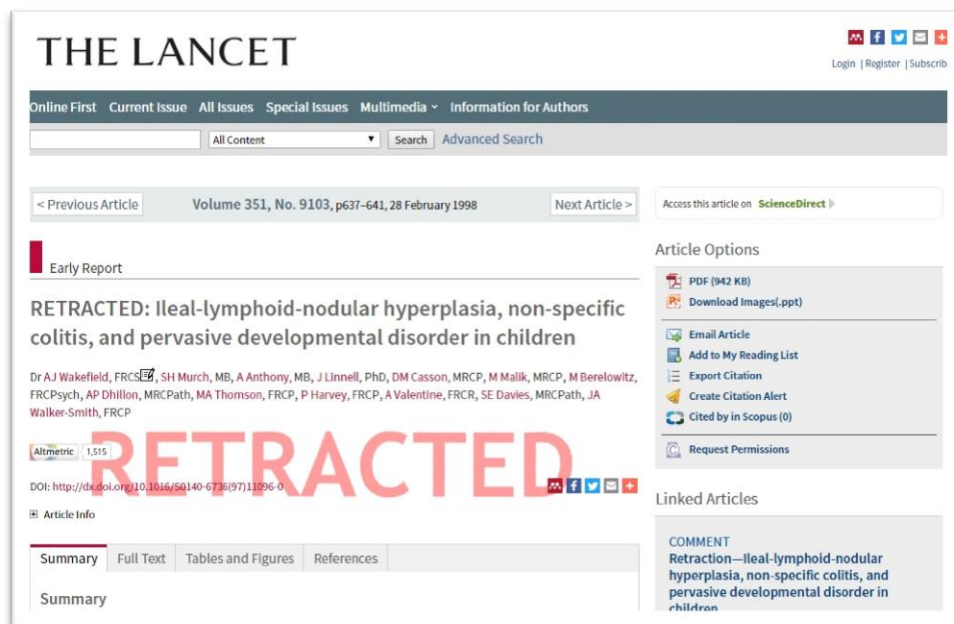 THE LANCET
Login | Register | Subscrib
Online First Current Issue All Issues Special Issues Multimedia Information for Authors
All Content Search Advanced Search
< Previous Article Volume 351, No. 9103, p637–641, 28 February 1998 Next Article >
Early Report
RETRACTED: Ileal-lymphoid-nodular hyperplasia, non-specific
colitis, and pervasive developmental disorder in children
Dr AJ Wakefield, FRCS, SH Murch, MB, A Anthony, MB, J Linnell, PhD, DM Casson, MRCP, M Malik, MRCP, M Berelowitz,
FRCPsych, AP Dhillon, MRCPath, MA Thomson, FRCP, P Harvey, FRCP, A Valentine, FRCR, SE Davies, MRCPath, JA
Walker-Smith, FRCP
RETRACTED
Altmetric 1,515
DOI: http://dx.doi.org/10.1016/S0140-6736(97)11096-0
Article Info
Summary Full Text Tables and Figures References
Summary
Access this article on ScienceDirect
Article Options
PDF (942 KB)
Download Images(.ppt)
Email Article
Add to My Reading List
Export Citation
Create Citation Alert
Cited by in Scopus (0)
Request Permissions
Linked Articles
COMMENT
Retraction—Ileal-lymphoid-nodular
hyperplasia, non-specific colitis, and
pervasive developmental disorder in
children